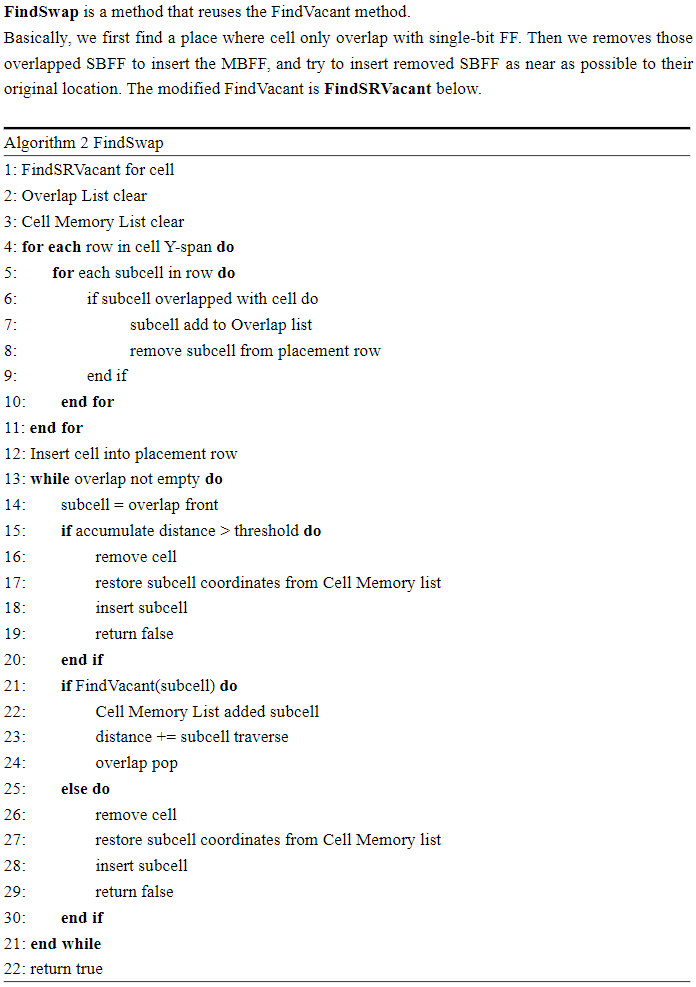 FindSwap is a method that reuses the FindVacant method.
Basically, we first find a place where cell only overlap with single-bit FF. Then we removes those
overlapped SBFF to insert the MBFF, and try to insert removed SBFF as near as possible to their
original location. The modified FindVacant is FindSRVacant below.
Algorithm 2 FindSwap
1: FindSRVacant for cell
2: Overlap List clear
3: Cell Memory List clear
4: for each row in cell Y-span do
5: for each subcell in row do
6: if subcell overlapped with cell do
7: subcell add to Overlap list
8: remove subcell from placement row
9: end if
10: end for
11: end for
12: Insert cell into placement row
13: while overlap not empty do
14: subcell = overlap front
15: if accumulate distance > threshold do
16: remove cell
17: restore subcell coordinates from Cell Memory list
18: insert subcell
19: return false
20: end if
21: if FindVacant(subcell) do
22: Cell Memory List added subcell
23: distance += subcell traverse
24: overlap pop
25: else do
26: remove cell
27: restore subcell coordinates from Cell Memory list
28: insert subcell
29: return false
30: end if
21: end while
22: return true